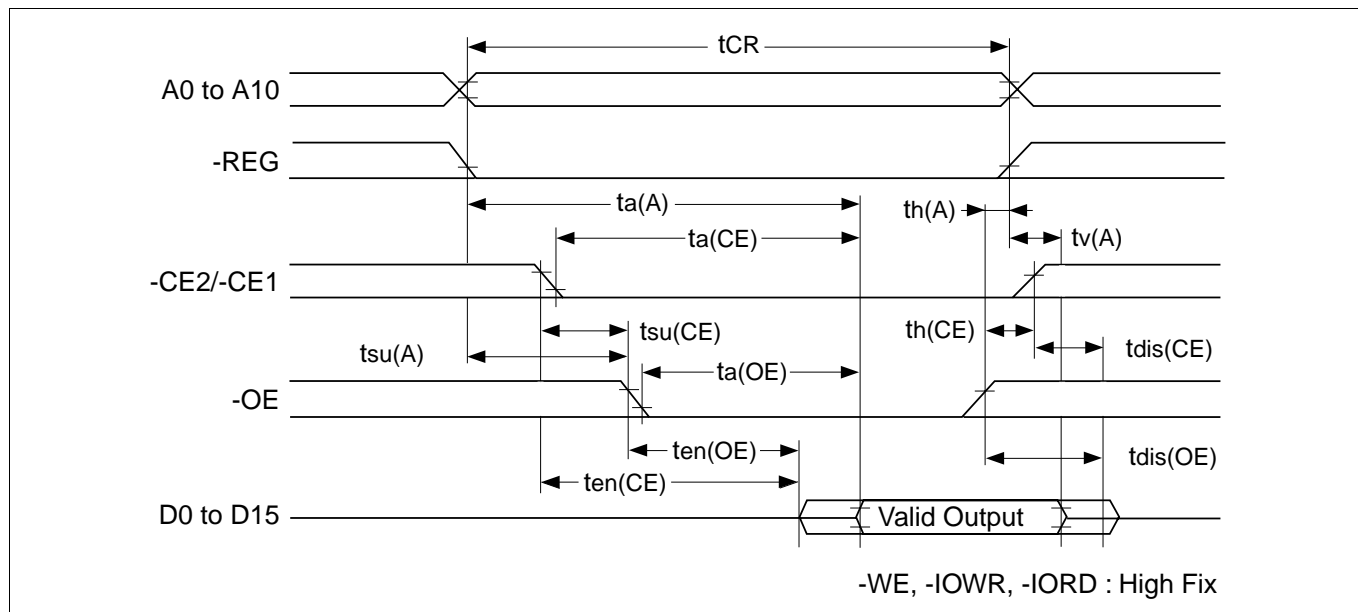 tCR
A0 to A10
-REG
ta(A)
th(A)
ta(CE)
tv(A)
-CE2/-CE1
tsu(CE)
th(CE)
tsu(A)
tdis(CE)
ta(OE)
-OE
ten(OE)
tdis(OE)
ten(CE)
D0 to D15
Valid Output
-WE, -IOWR, -IORD : High Fix